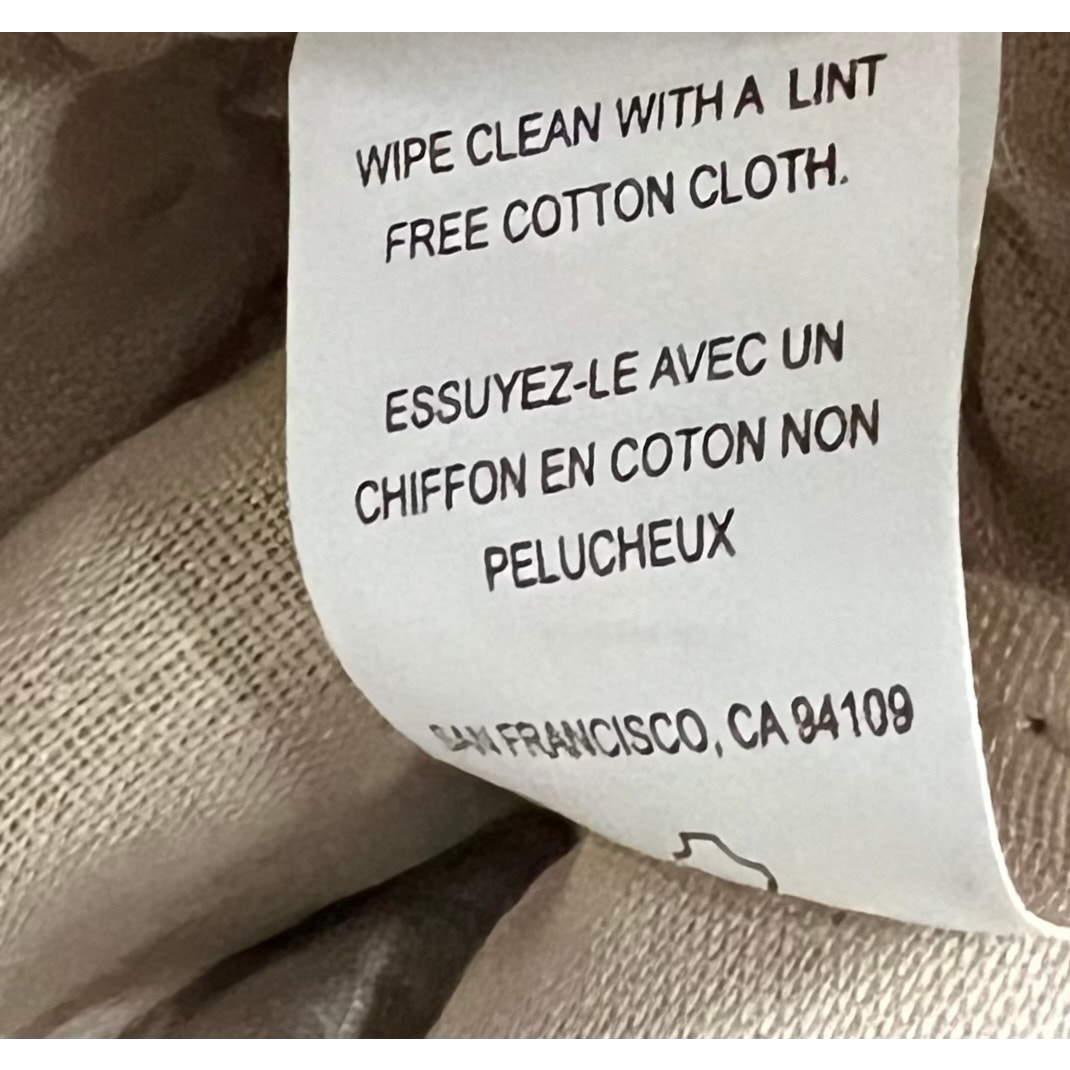 WIPE CLEAN WITH A LINT
FREE COTTON CLOTH.
ESSUYEZ-LE AVEC UN
CHIFFON EN COTON NON
PELUCHEUX
SAN FRANCISCO, CA 94109